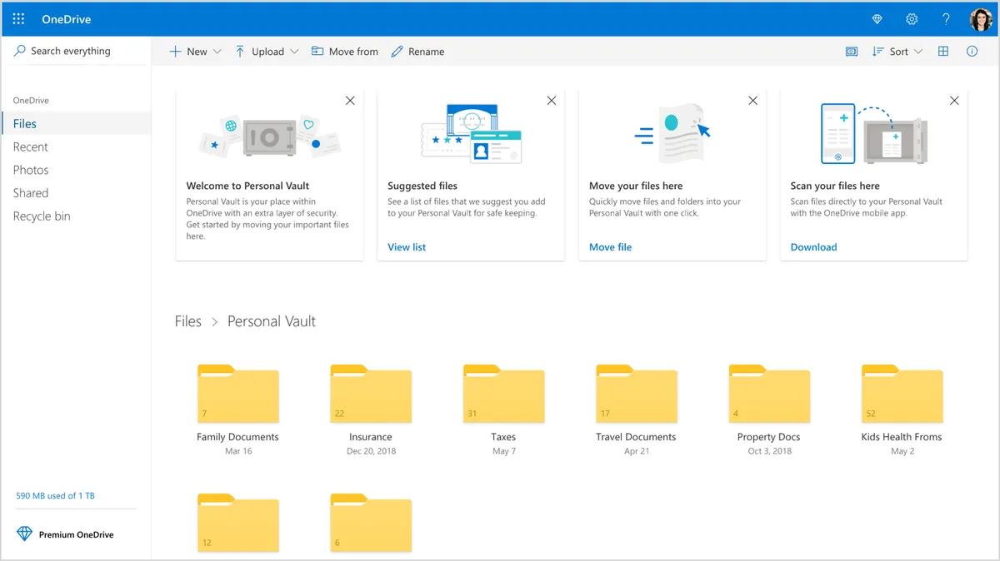 OneDrive
Search everything
New
Upload
Move from
Rename
Sort
OneDrive
Files
Recent
Photos
Shared
Recycle bin
Welcome to Personal Vault
Personal Vault is your place within
OneDrive with an extra layer of security.
Get started by moving your important files
here.
Suggested files
See a list of files that we suggest you add
to your Personal Vault for safe keeping.
View list
Move your files here
Quickly move files and folders into your
Personal Vault with one click.
Move file
Scan your files here
Scan files directly to your Personal Vault
with the OneDrive mobile app.
Download
Files > Personal Vault
7
Family Documents
Mar 16
22
Insurance
Dec 20, 2018
31
Taxes
May 7
17
Travel Documents
Apr 21
4
Property Docs
Oct 3, 2018
52
Kids Health Froms
May 2
12
6
590 MB used of 1 TB
Premium OneDrive